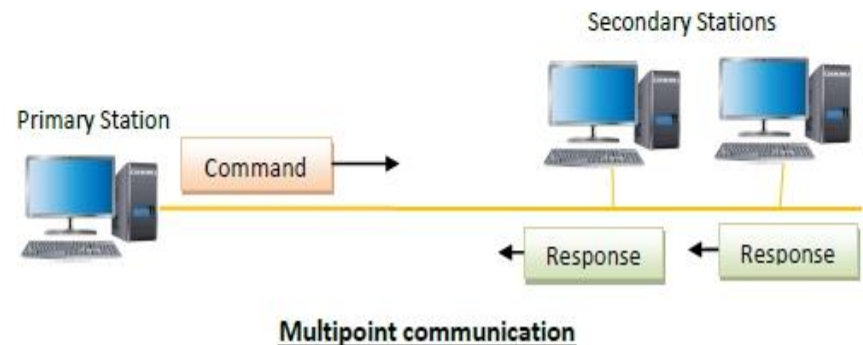 Secondary Stations
Primary Station
Command
Response
Response
Multipoint communication